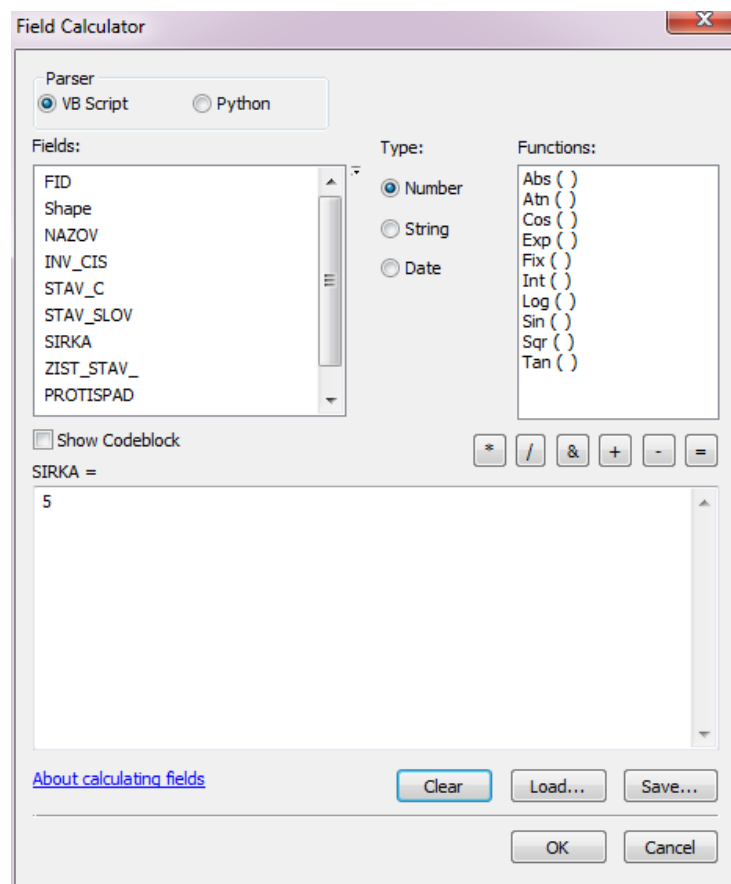 Field Calculator
X
Parser
VB Script
Python
Fields:
Type:
Functions:
FID
Shape
NAZOV
INV_CIS
STAV_C
STAV_SLOV
SIRKA
ZIST_STAV_
PROTISPAD
Number
String
Date
Abs ( )
Atn ( )
Cos ( )
Exp ( )
Fix ( )
Int ( )
Log ( )
Sin ( )
Sqr ( )
Tan ( )
Show Codeblock
* / & + - =
SIRKA =
5
About calculating fields
Clear
Load...
Save...
OK
Cancel